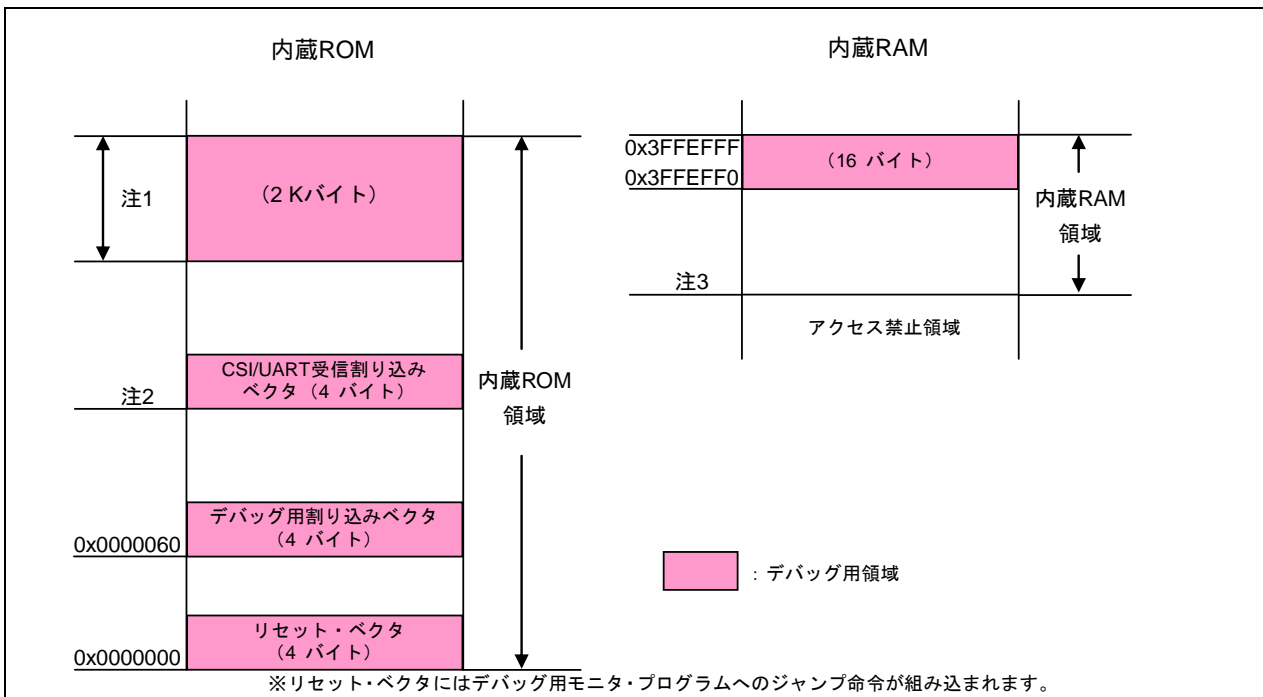 内蔵ROM
注1
(2 Kバイト)
CSI/UART受信割り込み
ベクタ (4 バイト)
注2
内蔵ROM
領域
デバッグ用割り込みベクタ
(4 バイト)
0x0000060
リセット・ベクタ
(4 バイト)
0x0000000
内蔵RAM
0x3FFEFFF
(16 バイト)
0x3FFEFF0
内蔵RAM
領域
注3
アクセス禁止領域
：デバッグ用領域
※リセット・ベクタにはデバッグ用モニタ・プログラムへのジャンプ命令が組み込まれます。